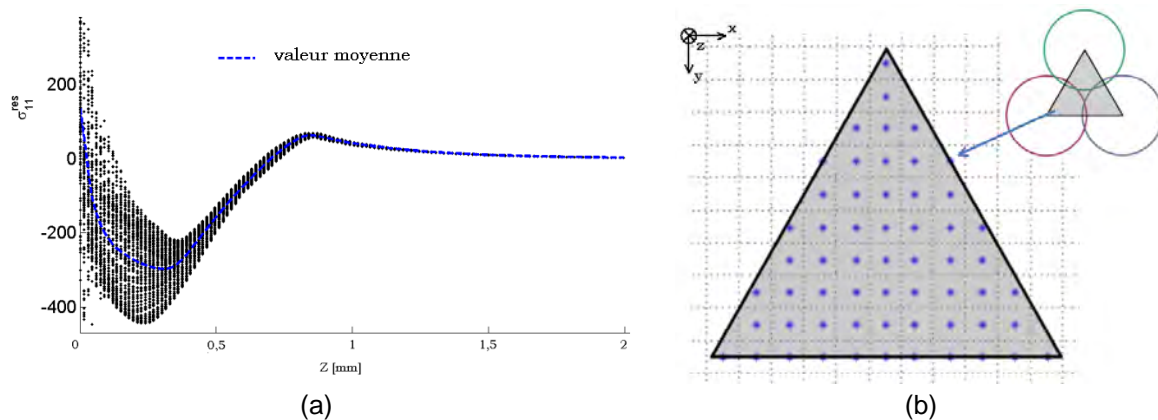 200
0
-200
-400
σ₁₁ʳᵉˢ
valeur moyenne
0
0,5
1
1,5
2
Z [mm]
(a)
x
z
y
(b)